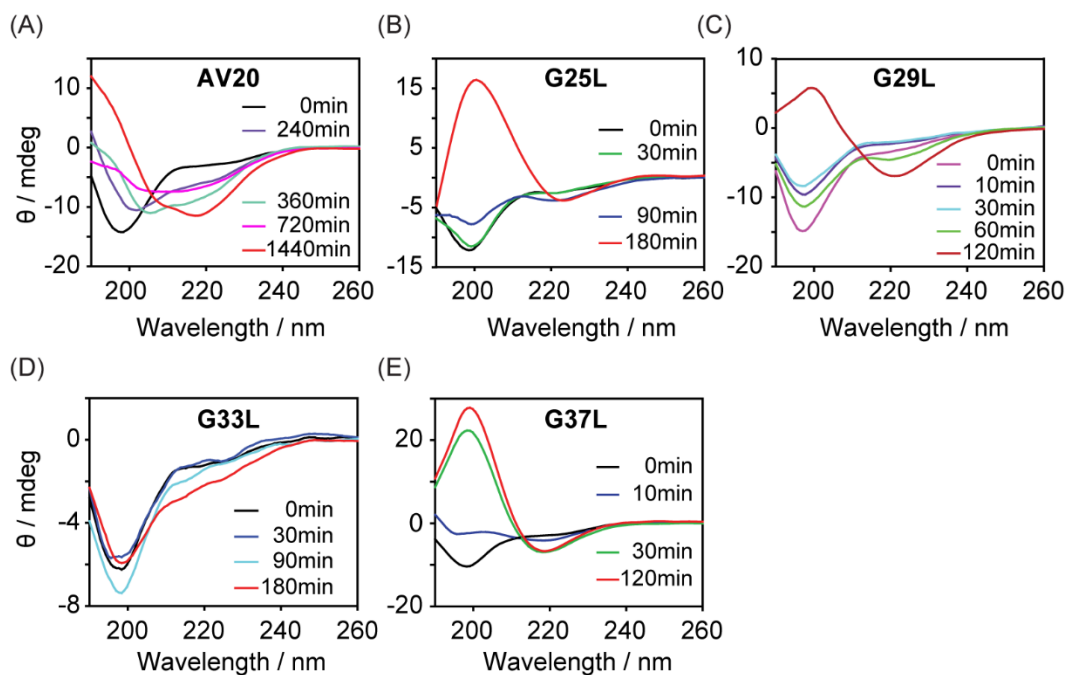 (A)
AV20
10
0
-10
-20
θ / mdeg
0min
240min
360min
720min
1440min
200 220 240 260
Wavelength / nm
(B)
G25L
15
5
-5
-15
0min
30min
90min
180min
200 220 240 260
Wavelength / nm
(C)
G29L
10
0
-10
-20
0min
10min
30min
60min
120min
200 220 240 260
Wavelength / nm
(D)
G33L
0
-4
-8
θ / mdeg
0min
30min
90min
180min
200 220 240 260
Wavelength / nm
(E)
G37L
20
0
-20
0min
10min
30min
120min
200 220 240 260
Wavelength / nm